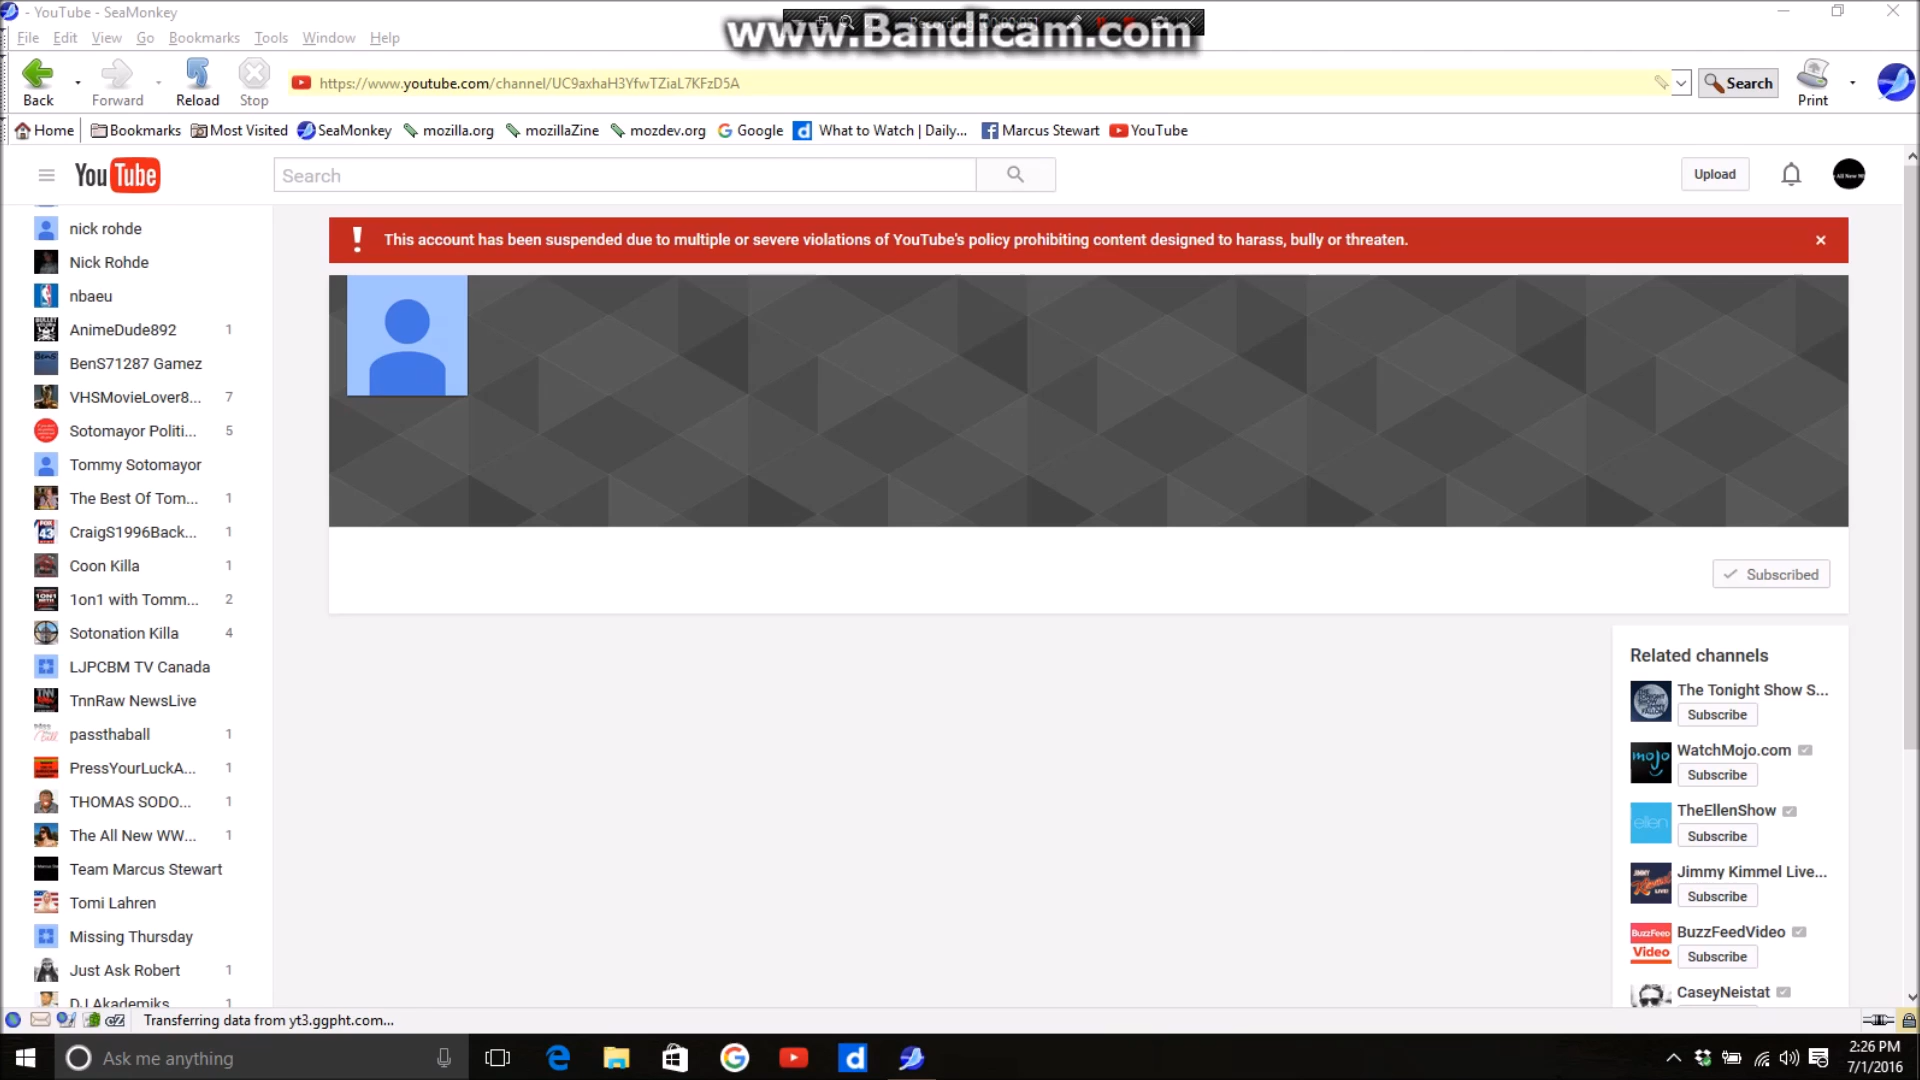 - YouTube - SeaMonkey
www.Bandicam.com
File Edit View Go Bookmarks Tools Window Help
Back Forward Reload Stop
https://www.youtube.com/channel/UC9axhaH3YfwTZiaL7KFzD5A
Search Print
Home Bookmarks Most Visited SeaMonkey mozilla.org mozillaZine mozdev.org Google What to Watch | Daily... Marcus Stewart YouTube
YouTube
Search
Upload
This account has been suspended due to multiple or severe violations of YouTube's policy prohibiting content designed to harass, bully or threaten.
nick rohde
Nick Rohde
nbaeu
AnimeDude892 1
BenS71287 Gamez
VHSMovieLover8... 7
Sotomayor Politi... 5
Tommy Sotomayor
The Best Of Tom... 1
CraigS1996Back... 1
Coon Killa 1
1on1 with Tomm... 2
Sotonation Killa 4
LJPCBM TV Canada
TnnRaw NewsLive
passthaball 1
PressYourLuckA... 1
THOMAS SODO... 1
The All New WW... 1
Team Marcus Stewart
Tomi Lahren
Missing Thursday
Just Ask Robert 1
DJ Akademiks 1
Subscribed
Related channels
The Tonight Show S...
Subscribe
WatchMojo.com
Subscribe
TheEllenShow
Subscribe
Jimmy Kimmel Live...
Subscribe
BuzzFeedVideo
Subscribe
CaseyNeistat
Transferring data from yt3.ggpht.com...
Ask me anything
2:26 PM
7/1/2016